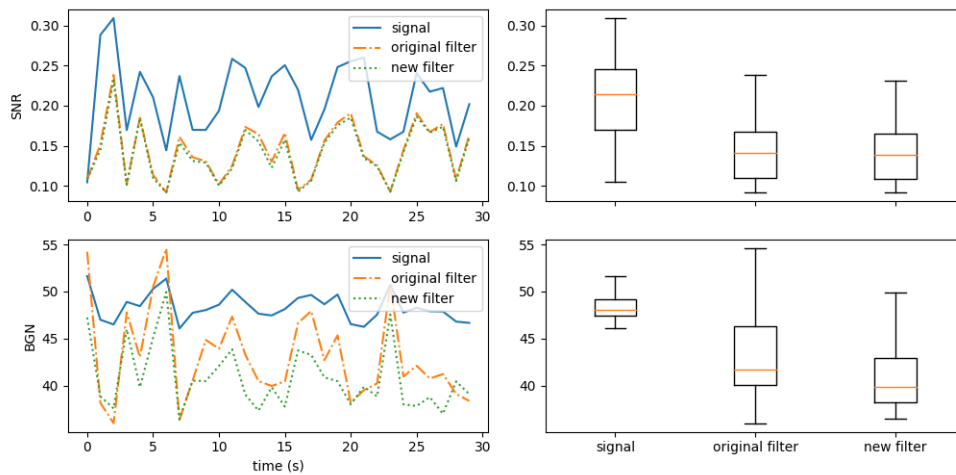 0.30
0.25
0.20
0.15
0.10
SNR
signal
original filter
new filter
0 5 10 15 20 25 30
0.30
0.25
0.20
0.15
0.10
55
50
45
40
BGN
signal
original filter
new filter
0 5 10 15 20 25 30
time (s)
55
50
45
40
signal original filter new filter